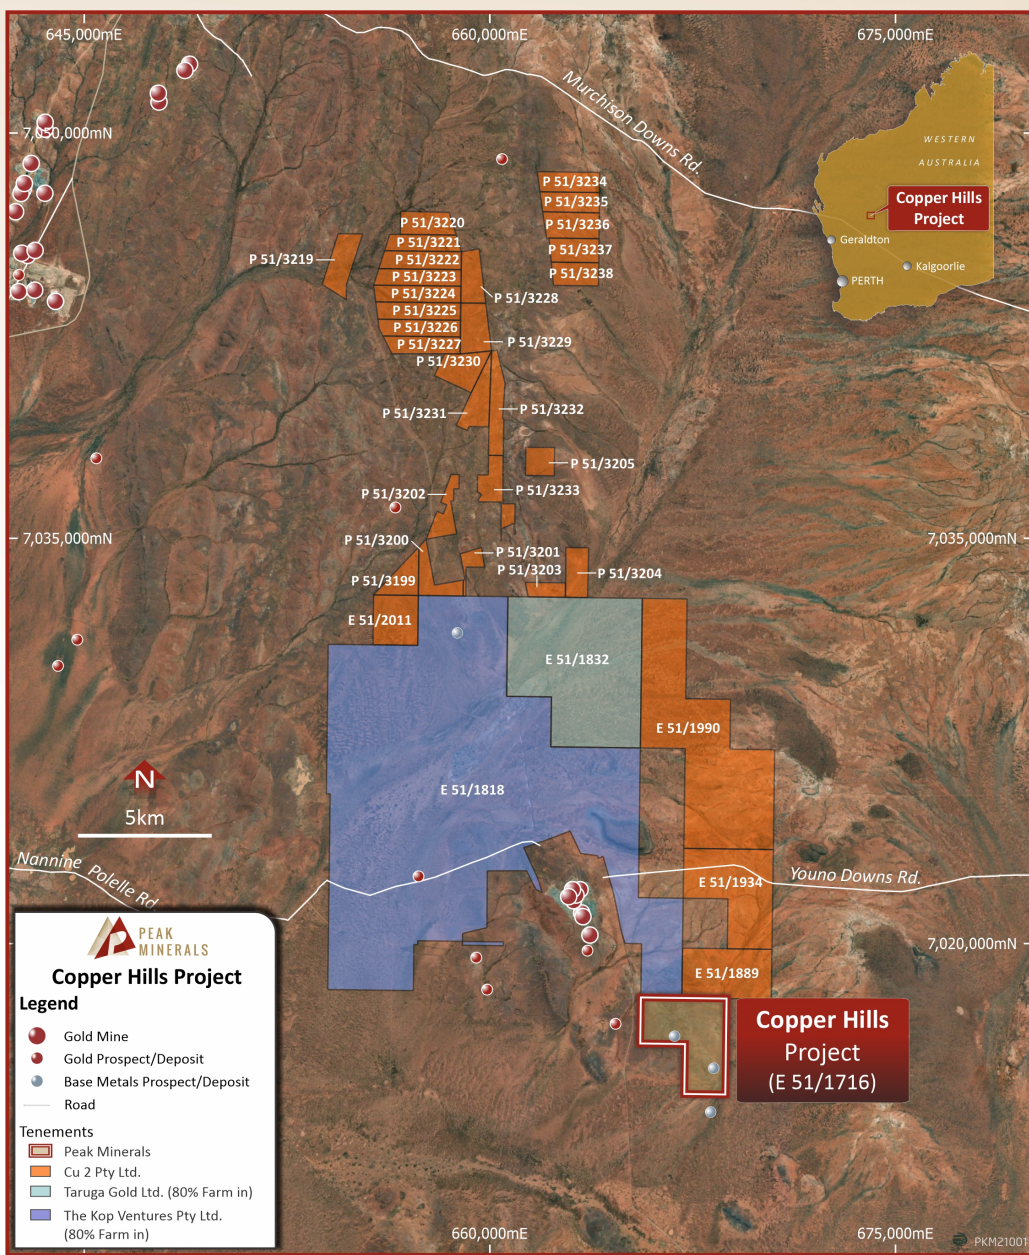 645,000mE
660,000mE
675,000mE
Murchison Downs Rd.
7,050,000mN
WESTERN
AUSTRALIA
Copper Hills
Project
Geraldton
Kalgoorlie
PERTH
P 51/3234
P 51/3235
P 51/3236
P 51/3237
P 51/3238
P 51/3220
P 51/3221
P 51/3219
P 51/3222
P 51/3223
P 51/3224
P 51/3228
P 51/3225
P 51/3226
P 51/3227
P 51/3229
P 51/3230
P 51/3231
P 51/3232
P 51/3205
P 51/3202
P 51/3233
7,035,000mN
7,035,000mN
P 51/3200
P 51/3201
P 51/3203
P 51/3204
P 51/3199
E 51/2011
E 51/1832
E 51/1990
E 51/1818
N
5km
Nannine Polelle Rd.
Youno Downs Rd.
E 51/1934
7,020,000mN
E 51/1889
Copper Hills
Project
(E 51/1716)
PEAK
MINERALS
Copper Hills Project
Legend
Gold Mine
Gold Prospect/Deposit
Base Metals Prospect/Deposit
Road
Tenements
Peak Minerals
Cu 2 Pty Ltd.
Taruga Gold Ltd. (80% Farm in)
The Kop Ventures Pty Ltd.
(80% Farm in)
660,000mE
675,000mE
PKM21001